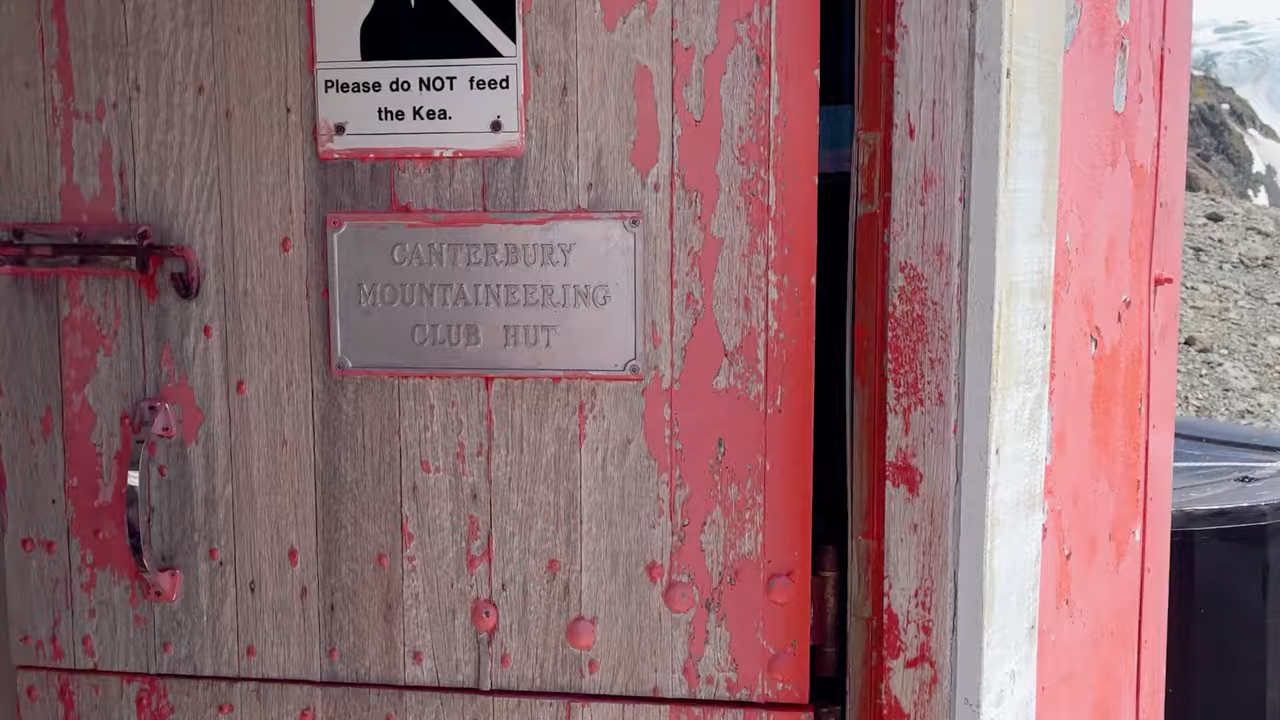 Please do NOT feed
the Kea.
CANTERBURY
MOUNTAINEERING
CLUB HUT